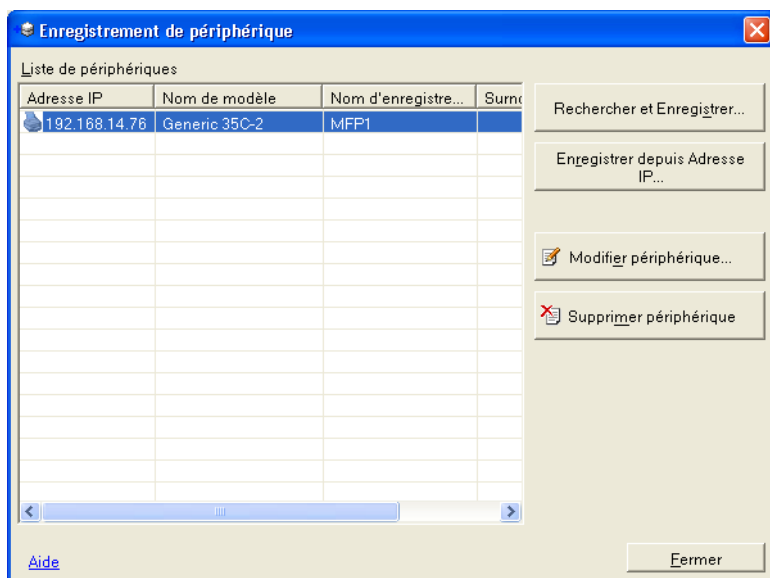 Enregistrement de périphérique
Liste de périphériques
Adresse IP Nom de modèle Nom d'enregistre... Surno
192.168.14.76 Generic 35C-2 MFP1
Rechercher et Enregistrer...
Enregistrer depuis Adresse
IP...
Modifier périphérique...
Supprimer périphérique
Aide
Fermer